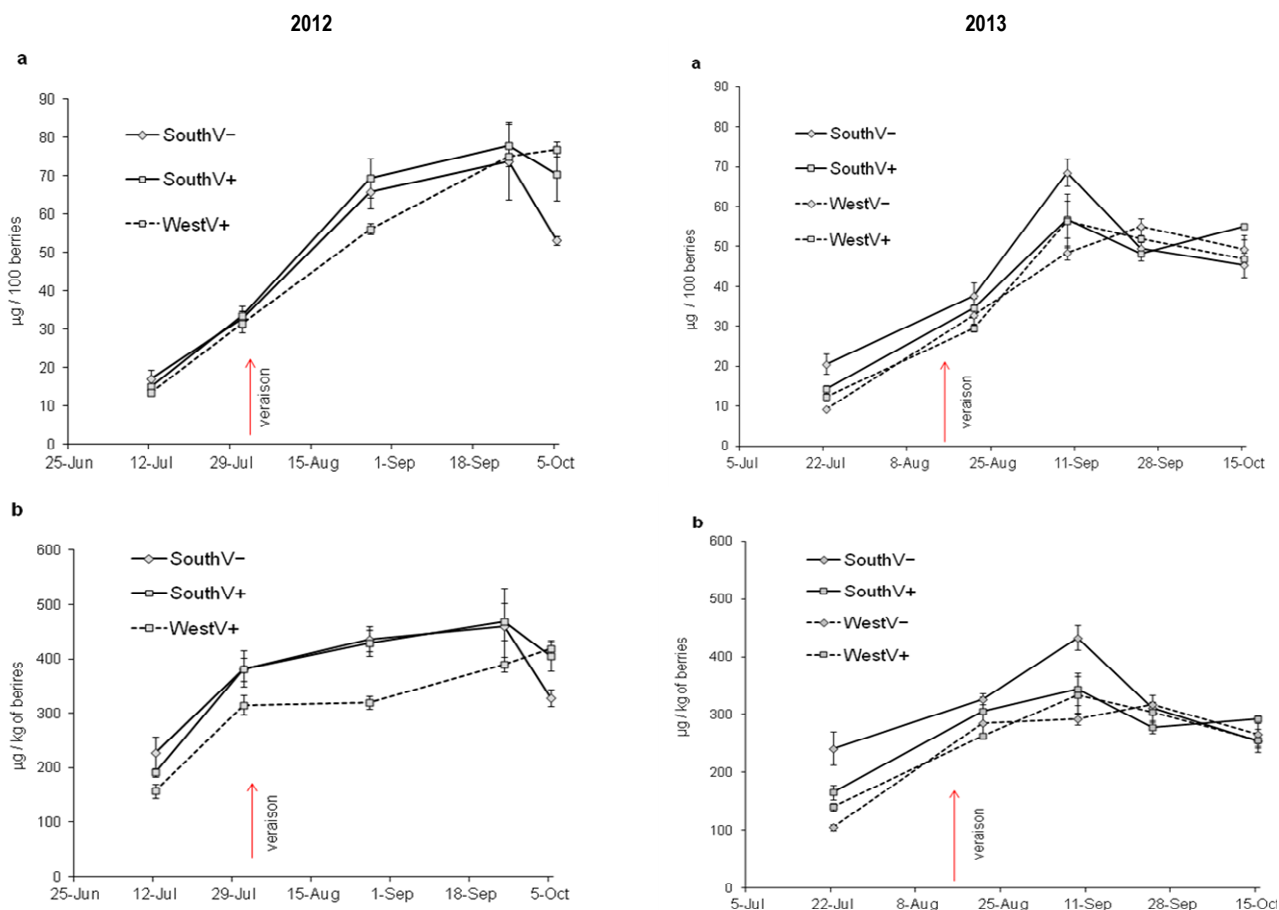 2012
a
90
80
70
60
50
40
30
20
10
0
µg / 100 berries
SouthV−
SouthV+
WestV+
veraison
25-Jun 12-Jul 29-Jul 15-Aug 1-Sep 18-Sep 5-Oct
b
600
500
400
300
200
100
0
µg / kg of berrires
SouthV−
SouthV+
WestV+
veraison
25-Jun 12-Jul 29-Jul 15-Aug 1-Sep 18-Sep 5-Oct
2013
a
90
80
70
60
50
40
30
20
10
0
µg / 100 berries
SouthV−
SouthV+
WestV−
WestV+
veraison
5-Jul 22-Jul 8-Aug 25-Aug 11-Sep 28-Sep 15-Oct
b
600
500
400
300
200
100
0
µg / kg of berries
SouthV−
SouthV+
WestV−
WestV+
veraison
5-Jul 22-Jul 8-Aug 25-Aug 11-Sep 28-Sep 15-Oct